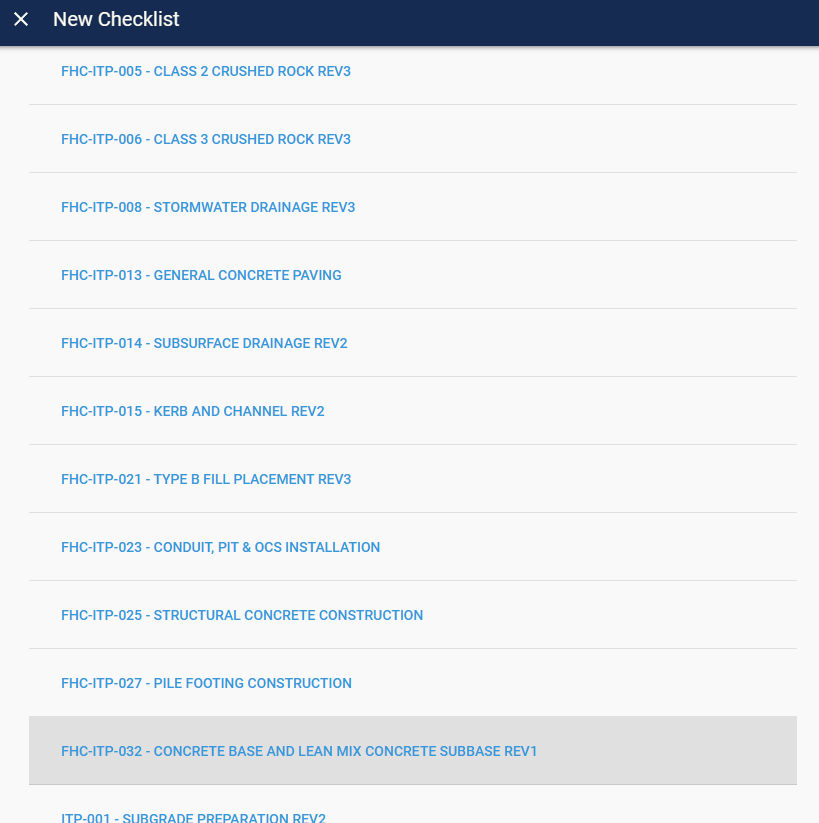 New Checklist
FHC-ITP-005 - CLASS 2 CRUSHED ROCK REV3
FHC-ITP-006 - CLASS 3 CRUSHED ROCK REV3
FHC-ITP-008 - STORMWATER DRAINAGE REV3
FHC-ITP-013 - GENERAL CONCRETE PAVING
FHC-ITP-014 - SUBSURFACE DRAINAGE REV2
FHC-ITP-015 - KERB AND CHANNEL REV2
FHC-ITP-021 - TYPE B FILL PLACEMENT REV3
FHC-ITP-023 - CONDUIT, PIT & OCS INSTALLATION
FHC-ITP-025 - STRUCTURAL CONCRETE CONSTRUCTION
FHC-ITP-027 - PILE FOOTING CONSTRUCTION
FHC-ITP-032 - CONCRETE BASE AND LEAN MIX CONCRETE SUBBASE REV1
ITP-001 - SUBGRADE PREPARATION REV2